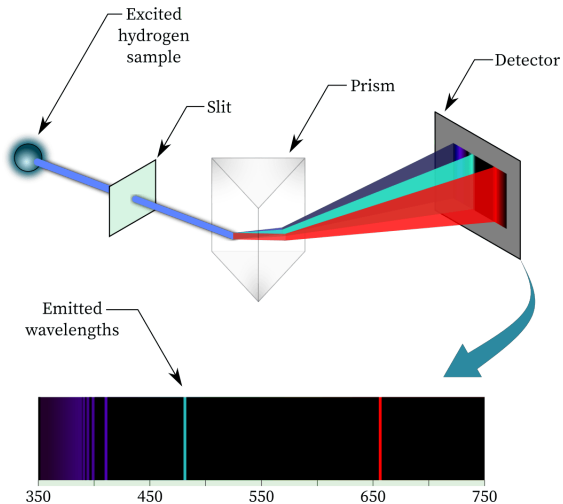 Excited
hydrogen
sample
Slit
Prism
Detector
Emitted
wavelengths
350 450 550 650 750